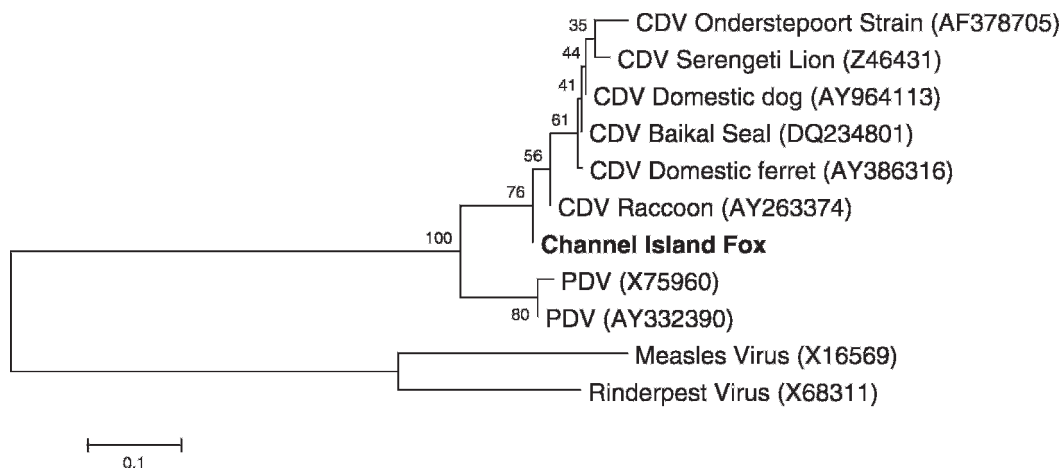 35
CDV Onderstepoort Strain (AF378705)
44
CDV Serengeti Lion (Z46431)
41
CDV Domestic dog (AY964113)
61
CDV Baikal Seal (DQ234801)
56
CDV Domestic ferret (AY386316)
76
CDV Raccoon (AY263374)
100
Channel Island Fox
PDV (X75960)
80
PDV (AY332390)
Measles Virus (X16569)
Rinderpest Virus (X68311)
0.1